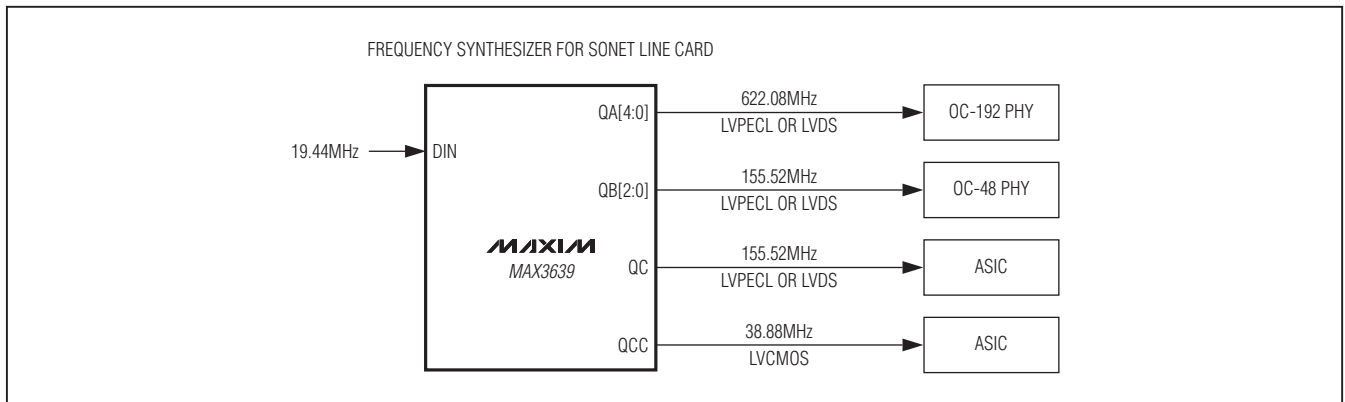 FREQUENCY SYNTHESIZER FOR SONET LINE CARD
19.44MHz
DIN
MAXIM
MAX3639
QA[4:0]
622.08MHz
LVPECL OR LVDS
OC-192 PHY
QB[2:0]
155.52MHz
LVPECL OR LVDS
OC-48 PHY
QC
155.52MHz
LVPECL OR LVDS
ASIC
QCC
38.88MHz
LVCMOS
ASIC